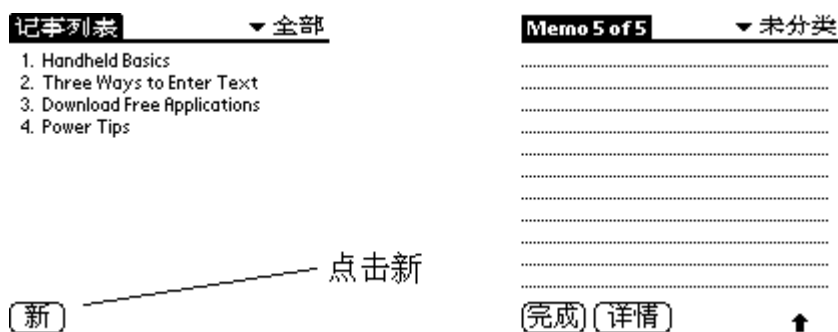 记事列表 全部
1. Handheld Basics
2. Three Ways to Enter Text
3. Download Free Applications
4. Power Tips
点击新
新
Memo 5 of 5 未分类
完成 详情